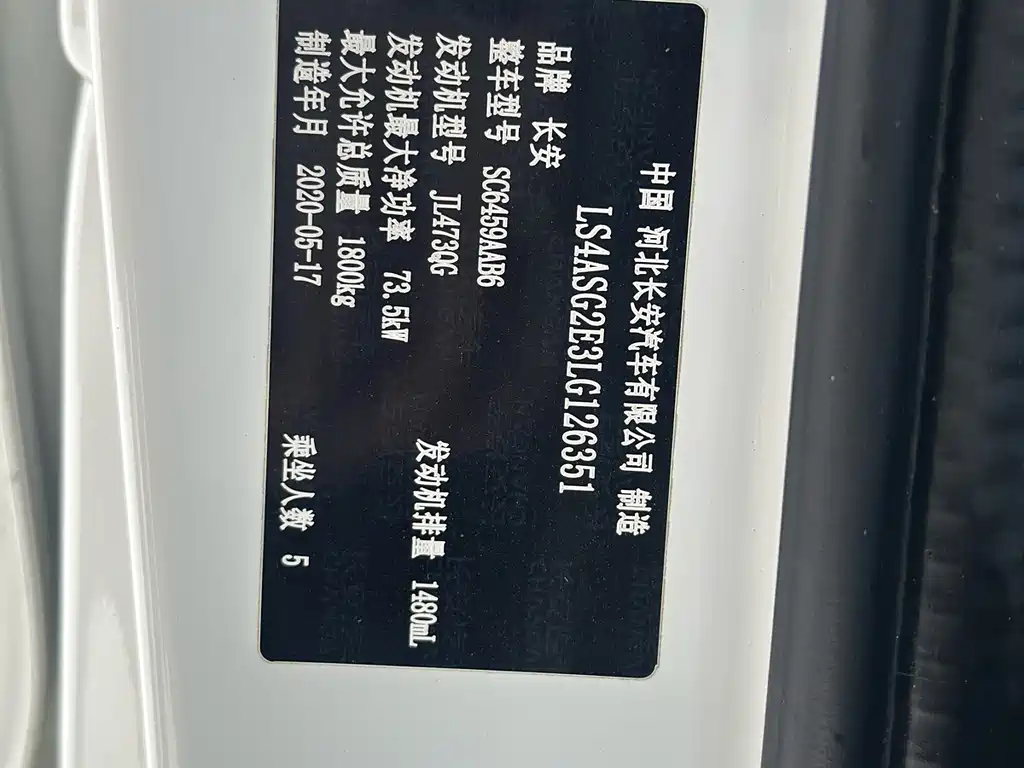 中国 河北长安汽车有限公司 制造
LS4ASG2E3LG126351
品牌 长安
整车型号 SC6459AAB6
发动机型号 JL473QG 发动机排量 1480mL
发动机最大净功率 73.5kW
最大允许总质量 1800kg
制造年月 2020-05-17 乘坐人数 5